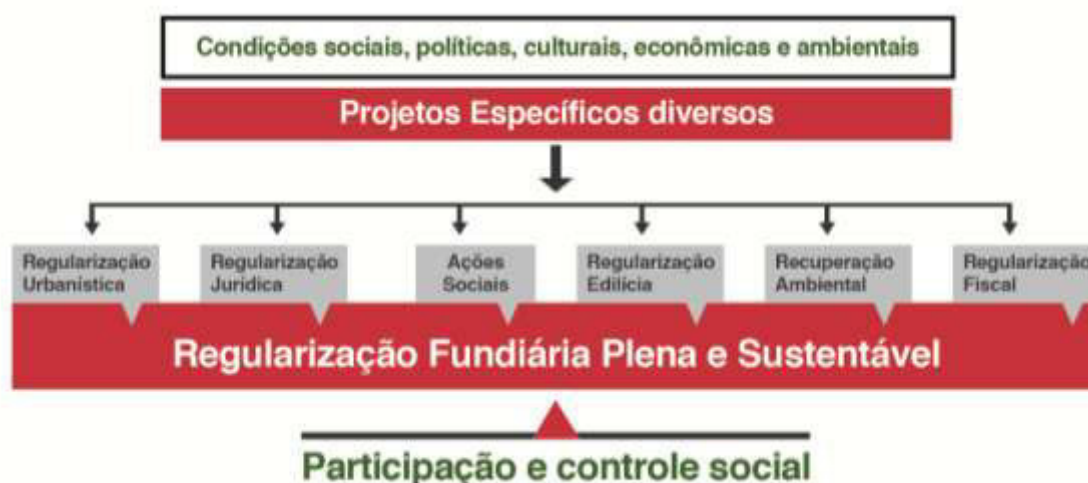 Condições sociais, políticas, culturais, econômicas e ambientais
Projetos Específicos diversos
Regularização
Urbanística
Regularização
Jurídica
Ações
Sociais
Regularização
Edilícia
Recuperação
Ambiental
Regularização
Fiscal
Regularização Fundiária Plena e Sustentável
Participação e controle social